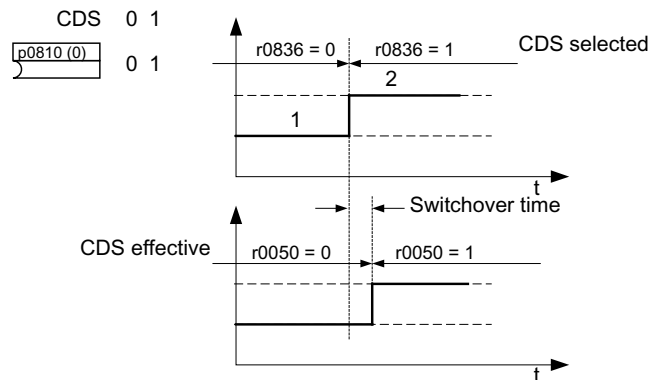 CDS 0 1
p0810 (0) 0 1
r0836 = 0 r0836 = 1 CDS selected
2
1
t
Switchover time
CDS effective r0050 = 0 r0050 = 1
t